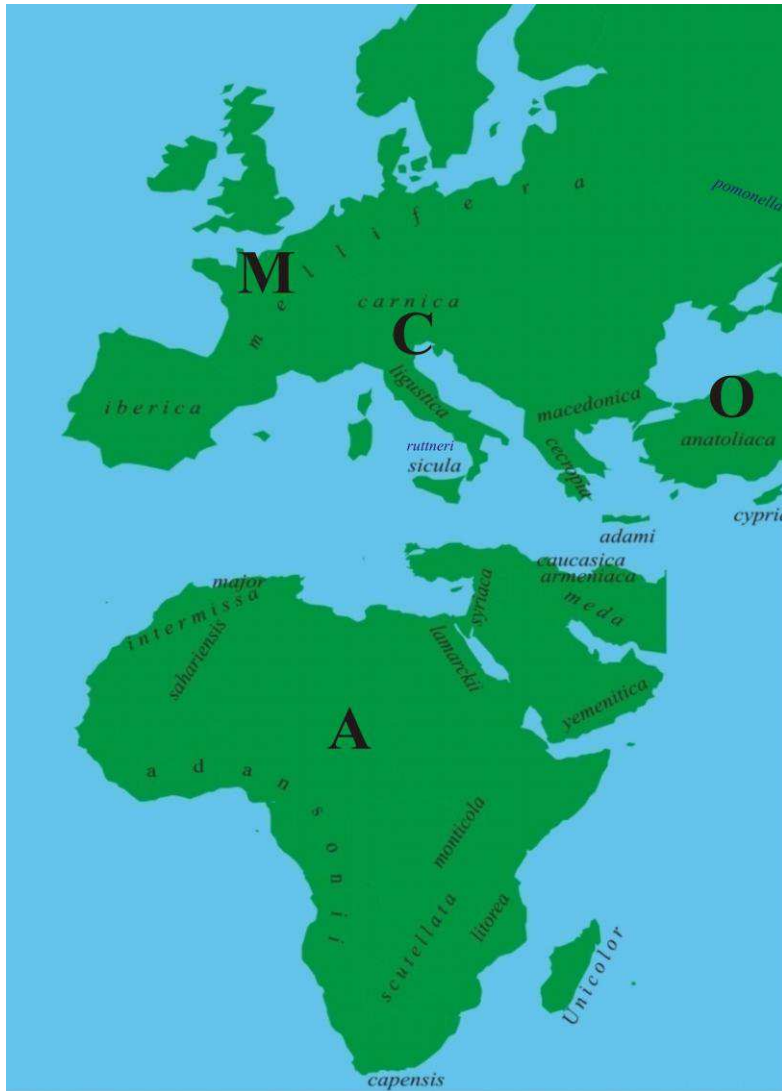 pomonella
mellifera
M
carnica
C
ligustica
iberica
O
macedonica
anatoliaca
ruttneri
cecropia
sicula
cypria
adami
caucasica
armeniaca
major
meda
intermissa
syriaca
sahariensis
lamarckii
yemenitica
A
adansonii
monticola
scutellata
litorea
Unicolor
capensis